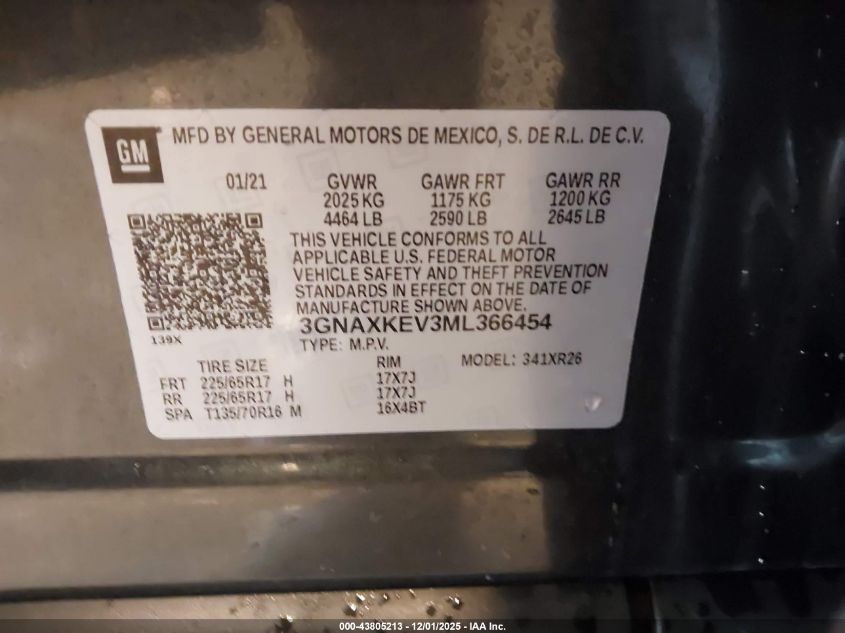 GM
MFD BY GENERAL MOTORS DE MEXICO, S. DE R.L. DE C.V.
01/21 GVWR GAWR FRT GAWR RR
2025 KG 1175 KG 1200 KG
4464 LB 2590 LB 2645 LB
THIS VEHICLE CONFORMS TO ALL
APPLICABLE U.S. FEDERAL MOTOR
VEHICLE SAFETY AND THEFT PREVENTION
STANDARDS IN EFFECT ON THE DATE OF
MANUFACTURE SHOWN ABOVE.
3GNAXKEV3ML366454
139X
TYPE: M.P.V.
TIRE SIZE RIM MODEL: 341XR26
FRT 225/65R17 H 17X7J
RR 225/65R17 H 17X7J
SPA T135/70R16 M 16X4BT
000-43805213 - 12/01/2025 - IAA Inc.